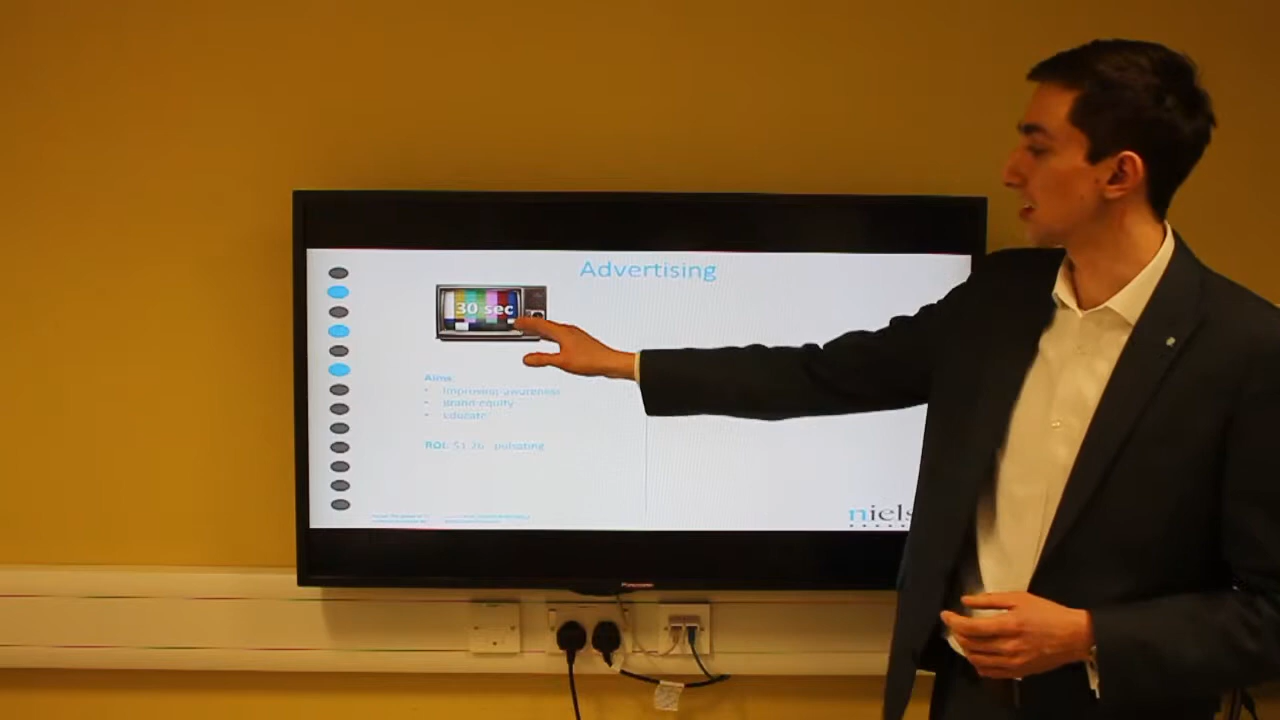 Advertising
30 sec
Aims
• Improving awareness
• Brand equity
• Educate
ROI: $1.26 pulsating
niels